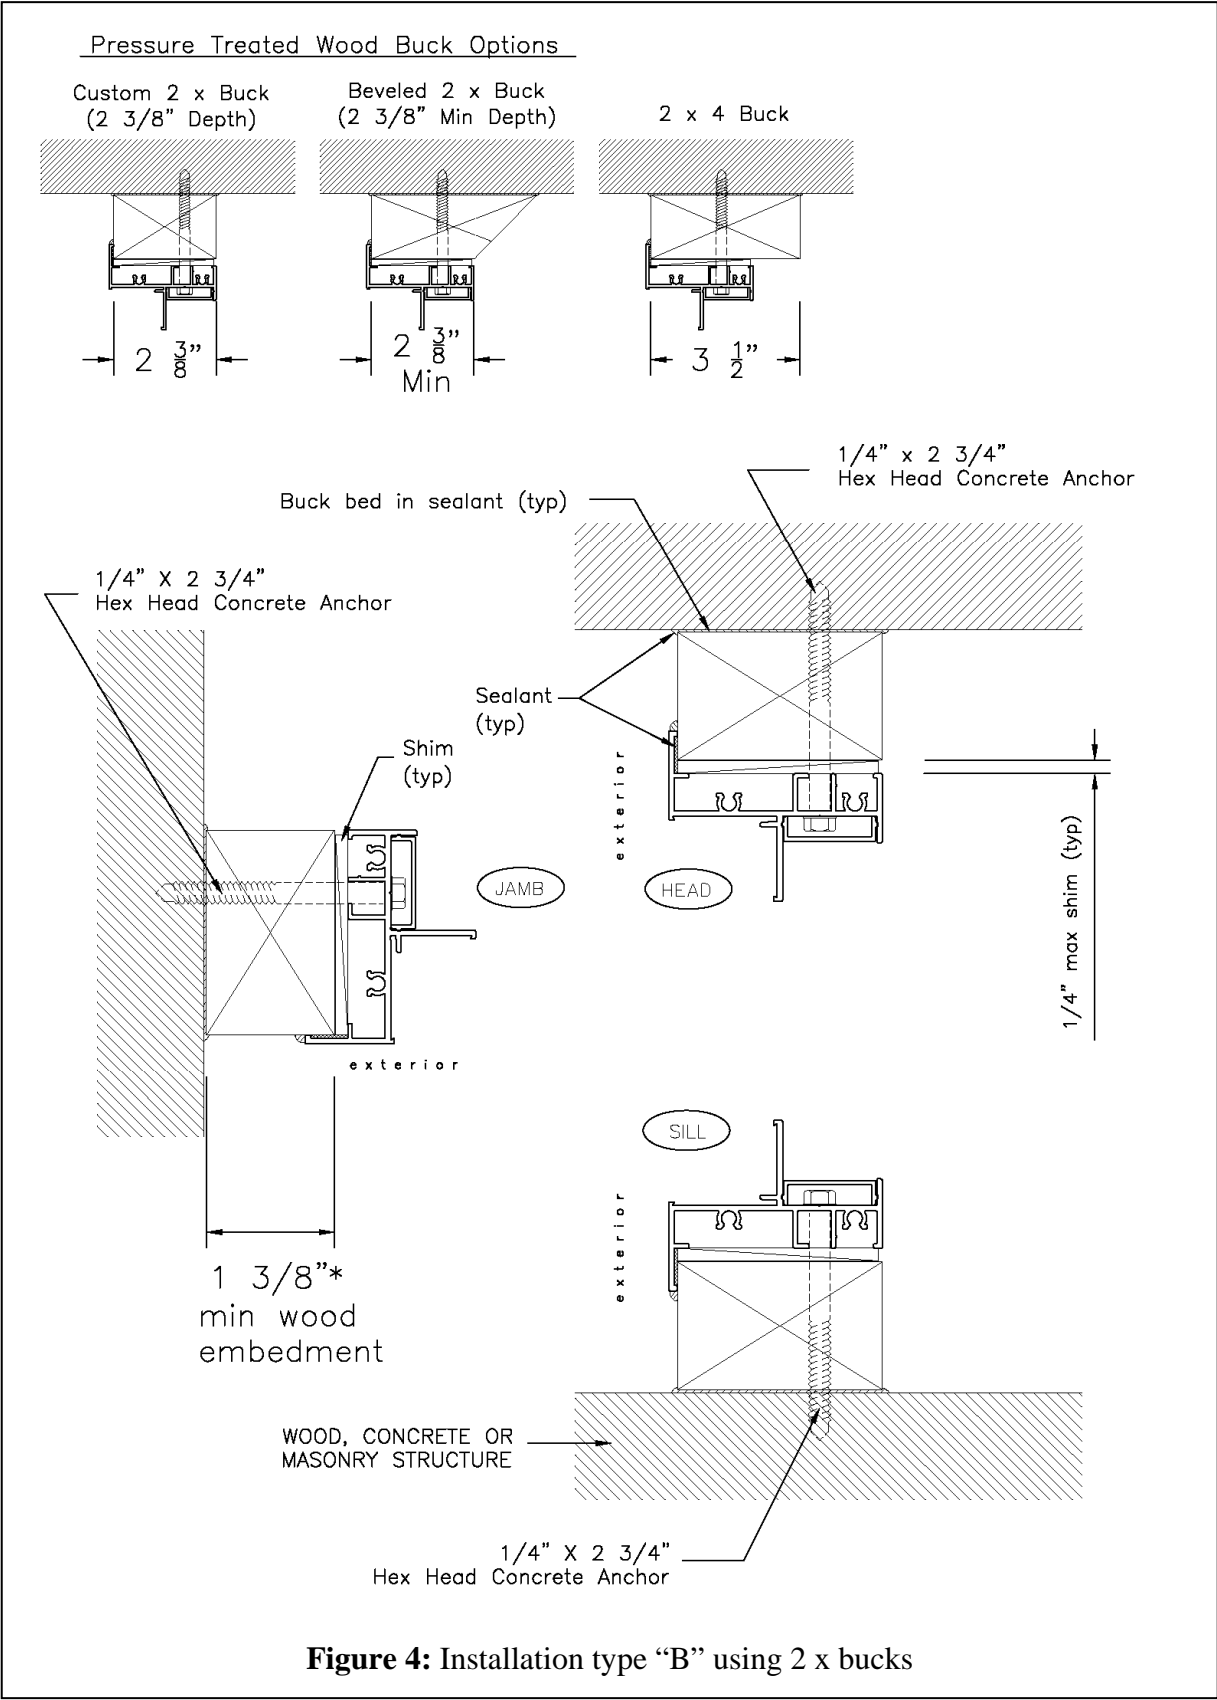 Pressure Treated Wood Buck Options
Custom 2 x Buck
(2 3/8” Depth)
Beveled 2 x Buck
(2 3/8” Min Depth)
2 x 4 Buck
2 3/8”
2 3/8”
Min
3 1/2”
1/4” x 2 3/4”
Hex Head Concrete Anchor
Buck bed in sealant (typ)
1/4” X 2 3/4”
Hex Head Concrete Anchor
Sealant
(typ)
Shim
(typ)
exterior
JAMB
HEAD
1/4” max shim (typ)
exterior
SILL
exterior
1 3/8”*
min wood
embedment
WOOD, CONCRETE OR
MASONRY STRUCTURE
1/4” X 2 3/4”
Hex Head Concrete Anchor
Figure 4: Installation type “B” using 2 x bucks